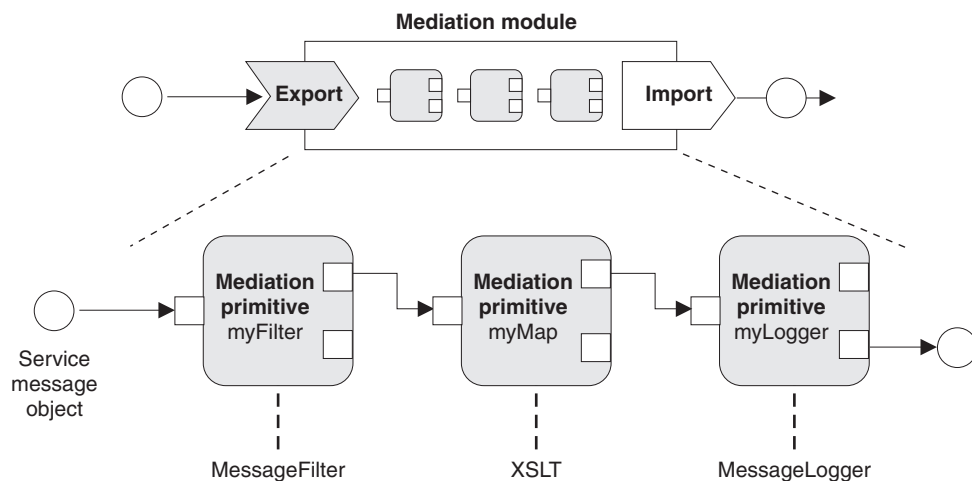 Mediation module
Export
Import
Mediation
primitive
myFilter
Mediation
primitive
myMap
Mediation
primitive
myLogger
Service
message
object
MessageFilter
XSLT
MessageLogger